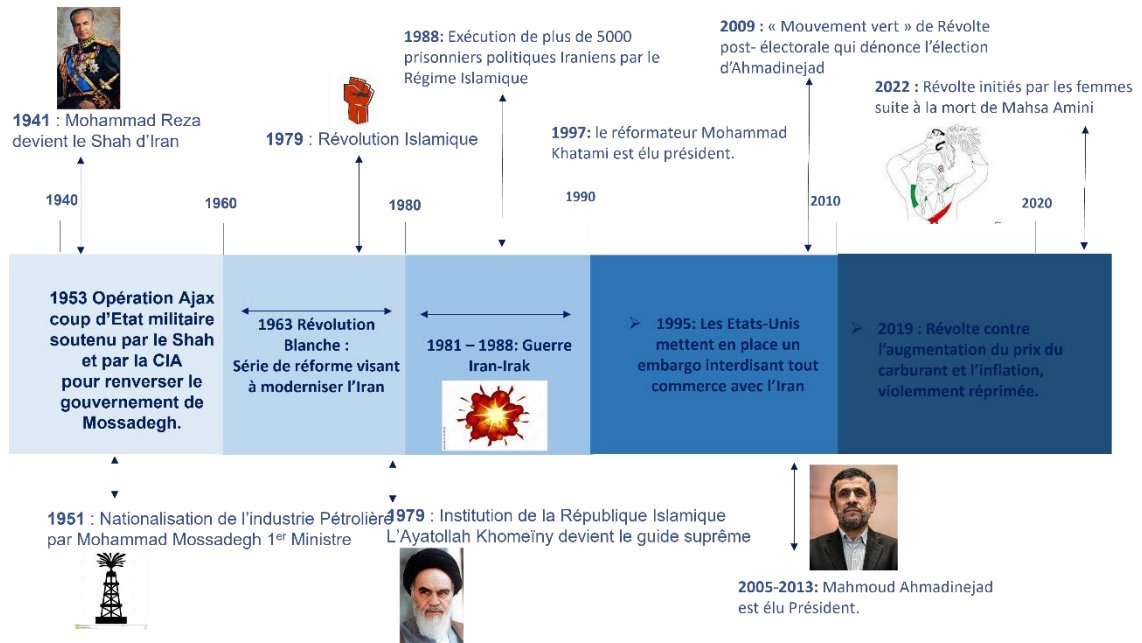 1941 : Mohammad Reza
devient le Shah d’Iran
1979 : Révolution Islamique
1988: Exécution de plus de 5000
prisonniers politiques Iraniens par le
Régime Islamique
1997: le réformateur Mohammad
Khatami est élu président.
2009 : « Mouvement vert » de Révolte
post- électorale qui dénonce l’élection
d’Ahmadinejad
2022 : Révolte initiés par les femmes
suite à la mort de Mahsa Amini
1940
1960
1980
1990
2010
2020
1953 Opération Ajax
coup d’Etat militaire
soutenu par le Shah
et par la CIA
pour renverser le
gouvernement de
Mossadegh.
1963 Révolution
Blanche :
Série de réforme visant
à moderniser l’Iran
1981 – 1988: Guerre
Iran-Irak
➢ 1995: Les Etats-Unis
mettent en place un
embargo interdisant tout
commerce avec l’Iran
➢ 2019 : Révolte contre
l’augmentation du prix du
carburant et l’inflation,
violemment réprimée.
1951 : Nationalisation de l’industrie Pétrolière
par Mohammad Mossadegh 1er Ministre
1979 : Institution de la République Islamique
L’Ayatollah Khomeïny devient le guide suprême
2005-2013: Mahmoud Ahmadinejad
est élu Président.